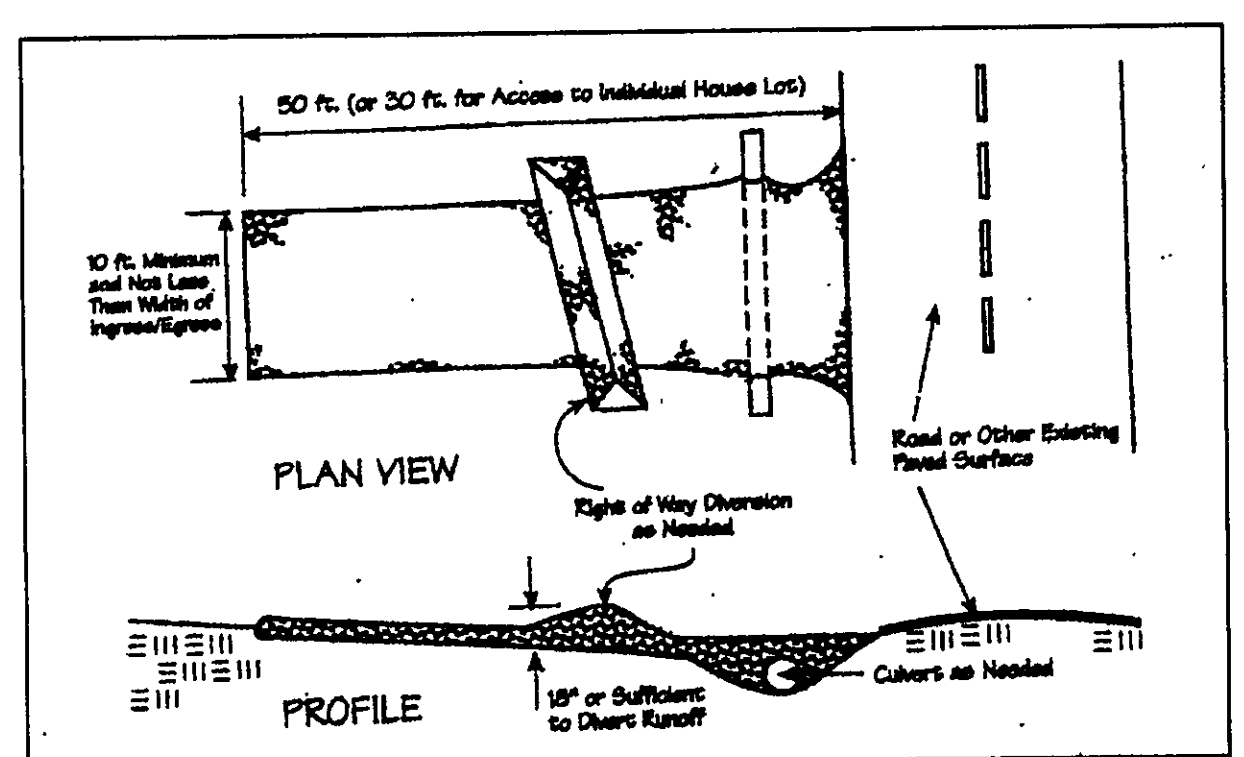 50 ft. (or 30 ft. for Access to Individual House Lot)
10 ft. Minimum
and Not Less
Than Width of
Ingress/Egress
PLAN VIEW
Right of Way Diversion
as Needed
Road or Other Existing
Paved Surface
Culvert as Needed
18" or Sufficient
to Divert Runoff
PROFILE